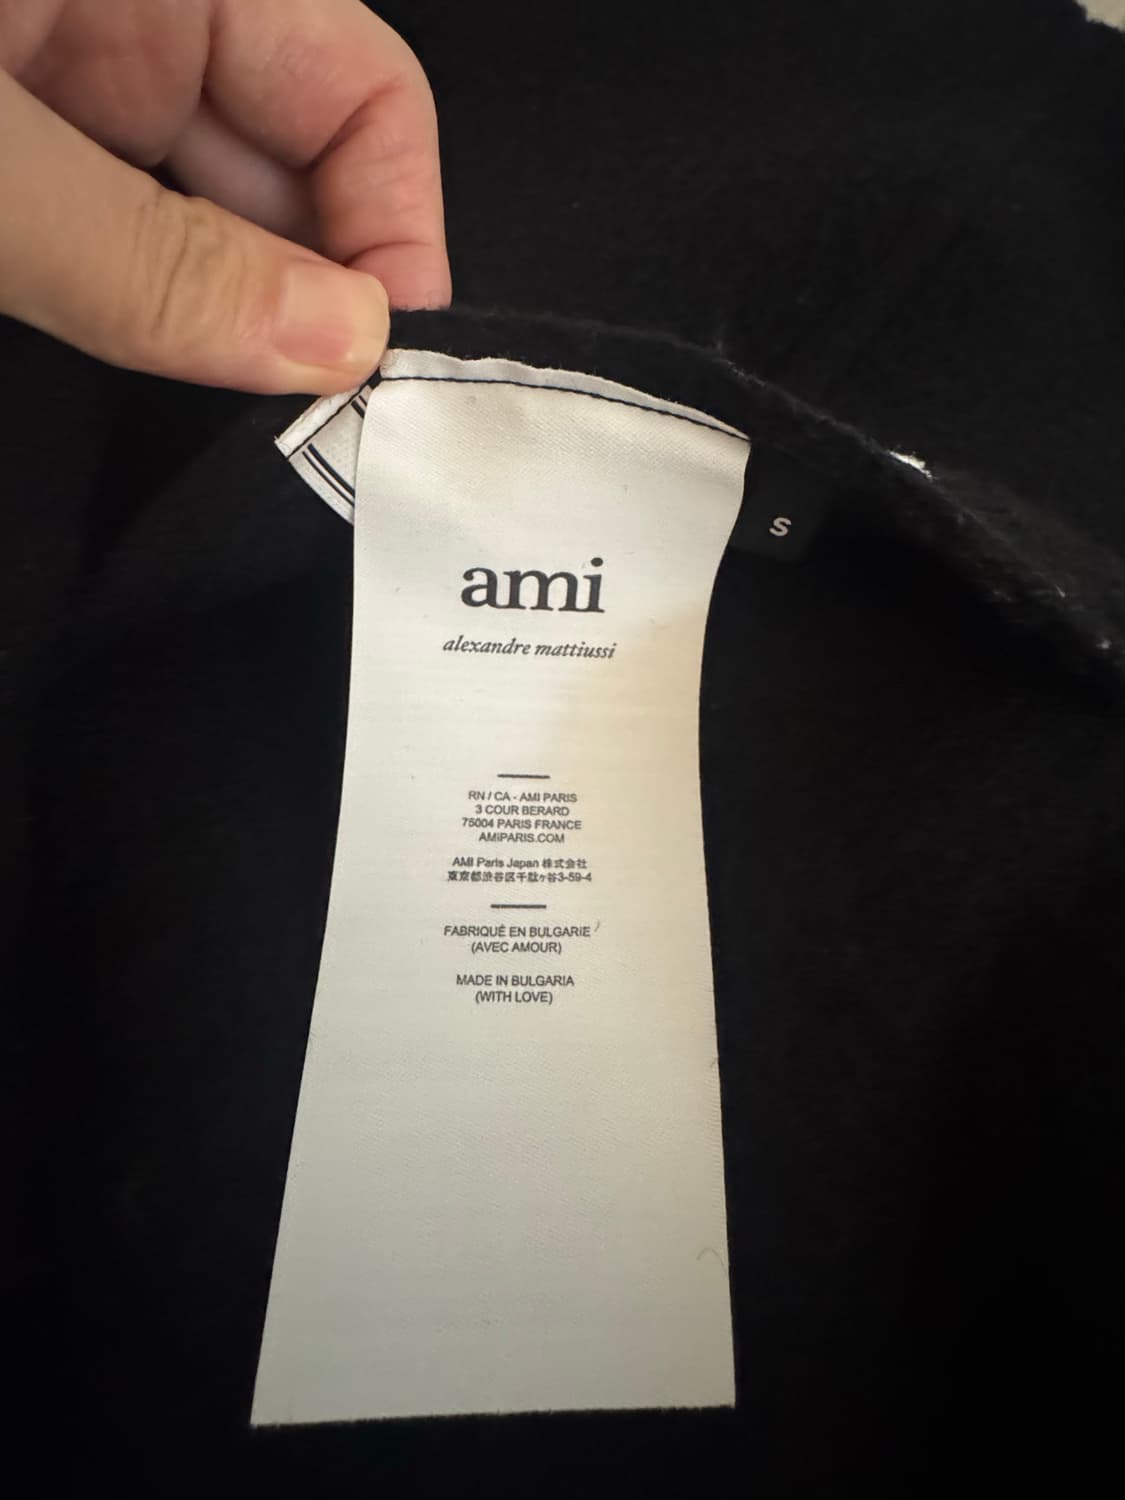 S
ami
alexandre mattiussi
RN / CA - AMI PARIS
3 COUR BERARD
75004 PARIS FRANCE
AMIPARIS.COM
AMI Paris Japan 株式会社
東京都渋谷区千駄ヶ谷3-59-4
FABRIQUÉ EN BULGARIE
(AVEC AMOUR)
MADE IN BULGARIA
(WITH LOVE)